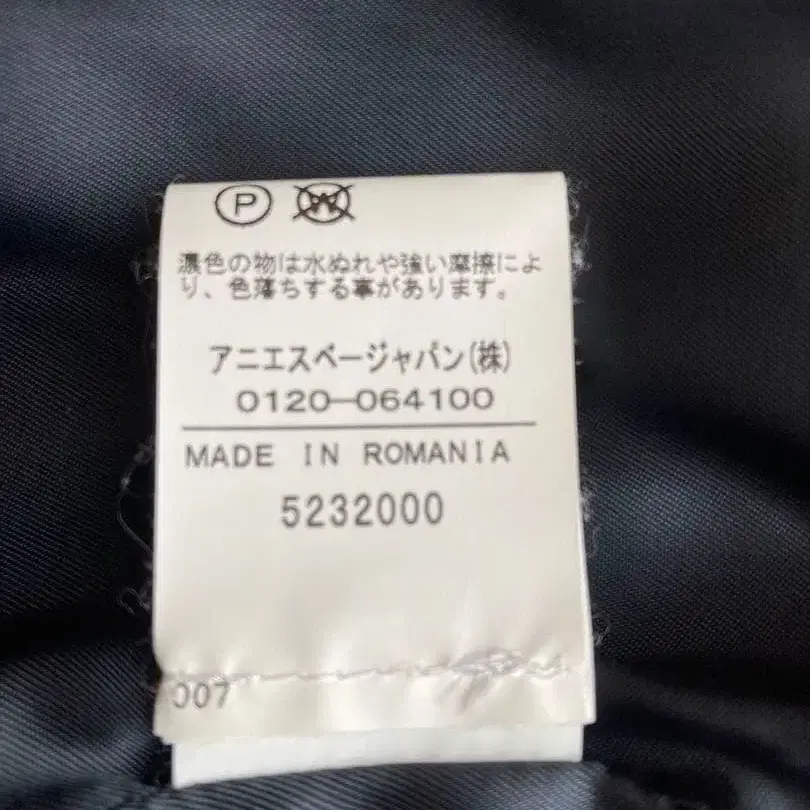 P W
濃色の物は水ぬれや強い摩擦によ
り、色落ちする事があります。
アニエスベージャパン(株)
0120-064100
MADE IN ROMANIA
5232000
007